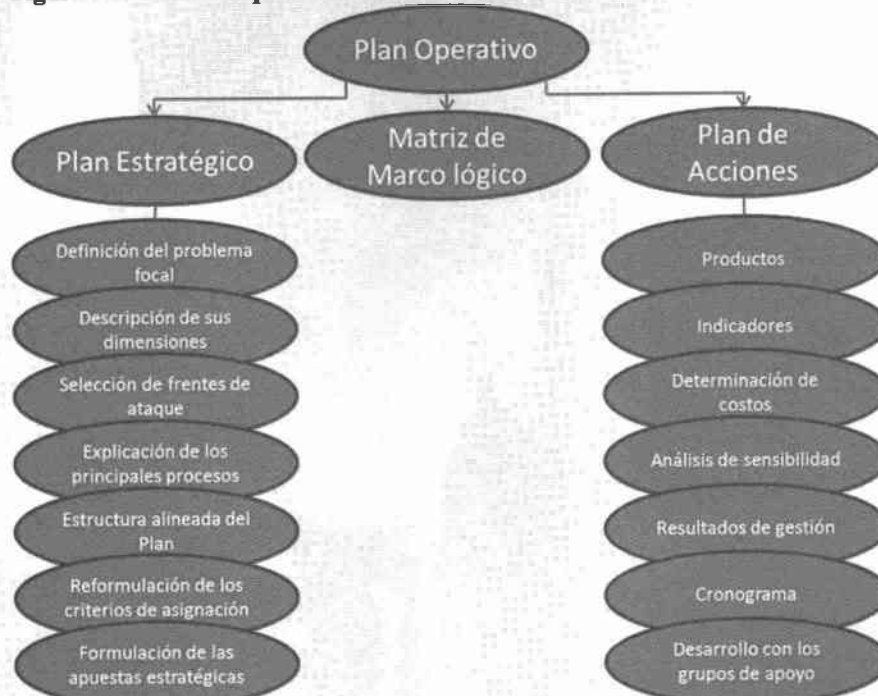 Plan Operativo
Plan Estratégico
Matriz de
Marco lógico
Plan de
Acciones
Definición del problema
focal
Descripción de sus
dimensiones
Selección de frentes de
ataque
Explicación de los
principales procesos
Estructura alineada del
Plan
Reformulación de los
criterios de asignación
Formulación de las
apuestas estratégicas
Productos
Indicadores
Determinación de
costos
Análisis de sensibilidad
Resultados de gestión
Cronograma
Desarrollo con los
grupos de apoyo